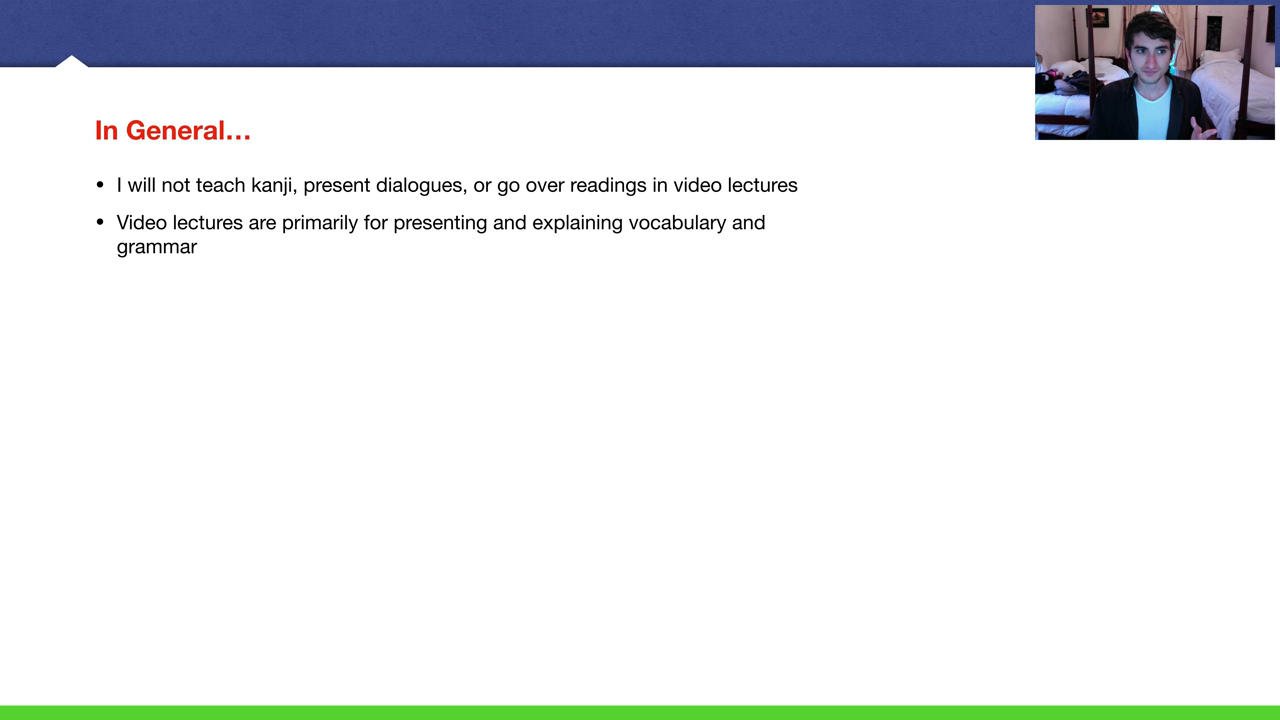 In General…
• I will not teach kanji, present dialogues, or go over readings in video lectures
• Video lectures are primarily for presenting and explaining vocabulary and
grammar